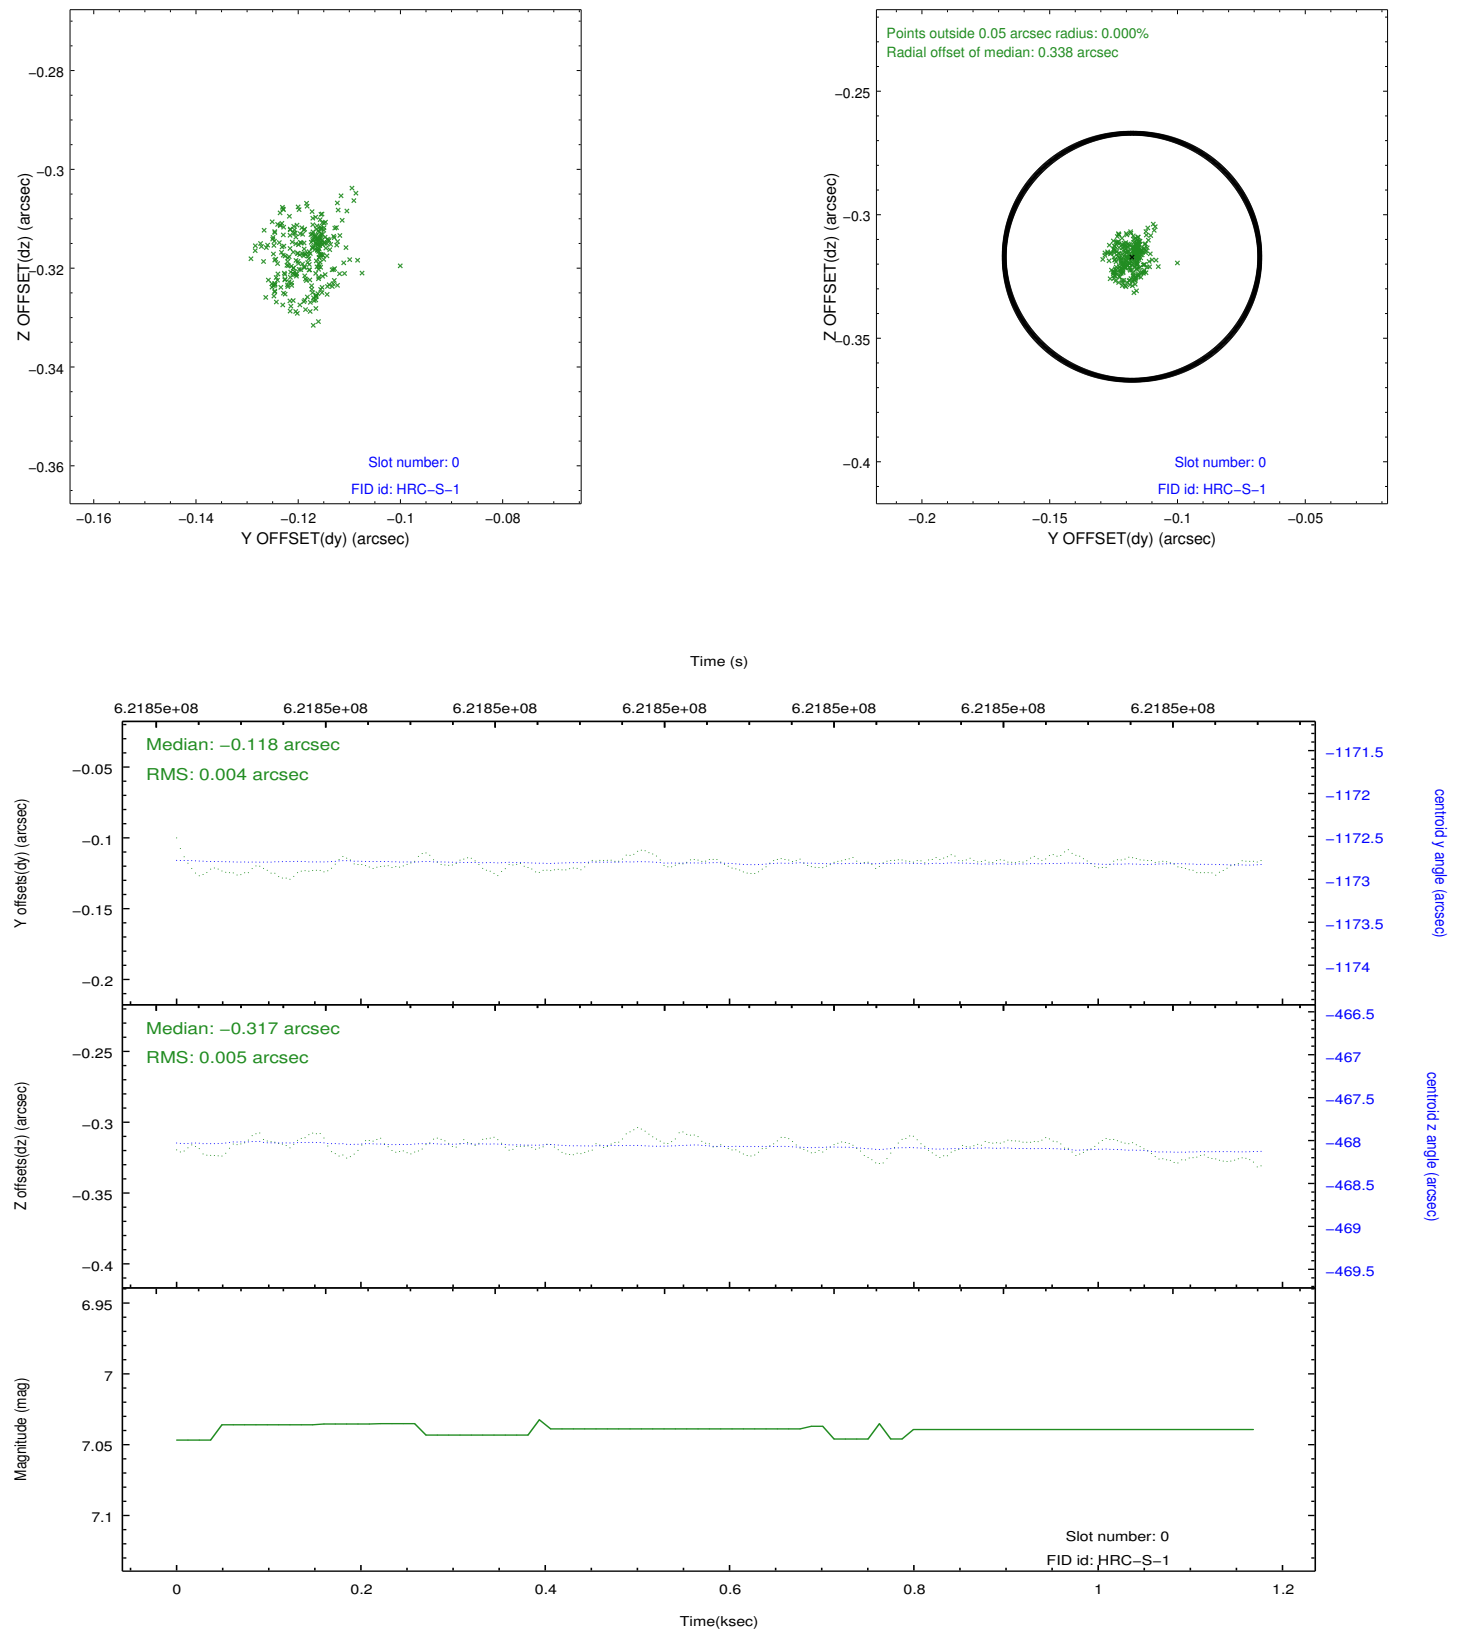 −0.28
−0.3
−0.32
−0.34
−0.36
Z OFFSET(dz) (arcsec)
Slot number: 0
FID id: HRC−S−1
−0.16 −0.14 −0.12 −0.1 −0.08
Y OFFSET(dy) (arcsec)
Points outside 0.05 arcsec radius: 0.000%
Radial offset of median: 0.338 arcsec
−0.25
−0.3
−0.35
−0.4
Z OFFSET(dz) (arcsec)
Slot number: 0
FID id: HRC−S−1
−0.2 −0.15 −0.1 −0.05
Y OFFSET(dy) (arcsec)
Time (s)
6.2185e+08 6.2185e+08 6.2185e+08 6.2185e+08 6.2185e+08 6.2185e+08 6.2185e+08
Median: −0.118 arcsec
RMS: 0.004 arcsec
−0.05
−0.1
−0.15
−0.2
Y offsets(dy) (arcsec)
−1171.5
−1172
−1172.5
−1173
−1173.5
−1174
centroid y angle (arcsec)
Median: −0.317 arcsec
RMS: 0.005 arcsec
−0.25
−0.3
−0.35
−0.4
Z offsets(dz) (arcsec)
−466.5
−467
−467.5
−468
−468.5
−469
−469.5
centroid z angle (arcsec)
6.95
7
7.05
7.1
Magnitude (mag)
Slot number: 0
FID id: HRC−S−1
0 0.2 0.4 0.6 0.8 1 1.2
Time(ksec)